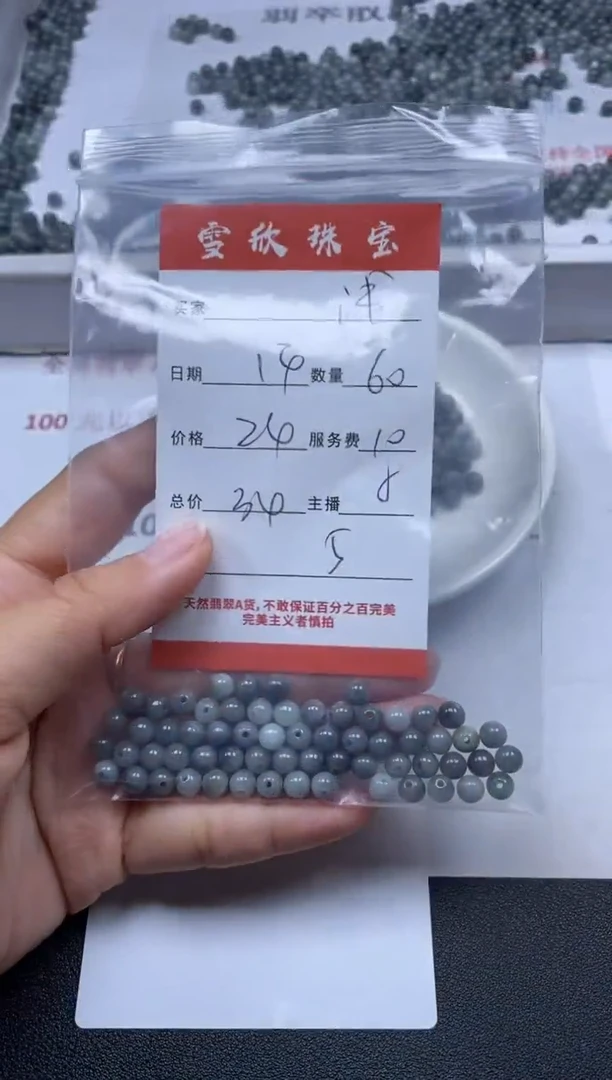 翡翠取
雪欣珠宝
买家
日期 14 数量 60
价格 24 服务费 10
总价 34 主播 8
5
天然翡翠A货,不敢保证百分之百完美
完美主义者慎拍
100